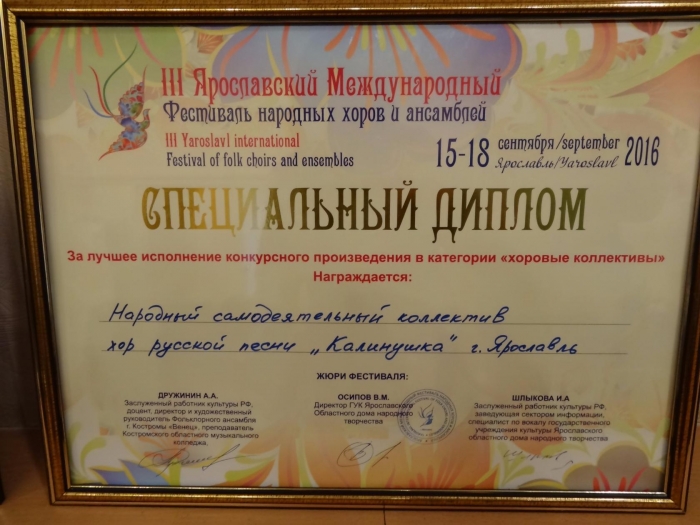 III Ярославский Международный
Фестиваль народных хоров и ансамблей
III Yaroslavl international
Festival of folk choirs and ensembles
15-18 сентября/september 2016
Ярославль/Yaroslavl
СПЕЦИАЛЬНЫЙ ДИПЛОМ
За лучшее исполнение конкурсного произведения в категории «хоровые коллективы»
Награждается:
Народный самодеятельный коллектив
хор русской песни „Калинушка“ г. Ярославль
ЖЮРИ ФЕСТИВАЛЯ:
ДРУЖИНИН А.А.
Заслуженный работник культуры РФ,
доцент, директор и художественный
руководитель Фольклорного ансамбля
г. Костромы «Венец», преподаватель
Костромского областного музыкального
колледжа.
ОСИПОВ В.М.
Директор ГУК Ярославского
Областного дома народного
творчества
ШЛЫКОВА И.А
Заслуженный работник культуры РФ,
заведующая сектором информации,
специалист по вокалу государственного
учреждения культуры Ярославского
областного дома народного творчества